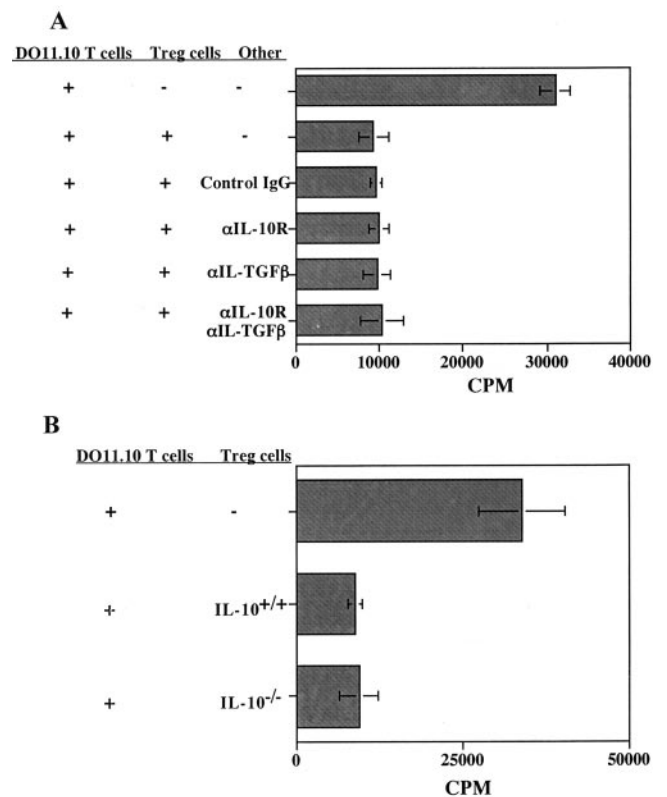 A
DO11.10 T cells Treg cells Other
+ - -
+ + -
+ + Control IgG
+ + αIL-10R
+ + αIL-TGFβ
+ + αIL-10R
αIL-TGFβ
0 10000 20000 30000 40000
CPM
B
DO11.10 T cells Treg cells
+ -
+ IL-10+/+
+ IL-10-/-
0 25000 50000
CPM